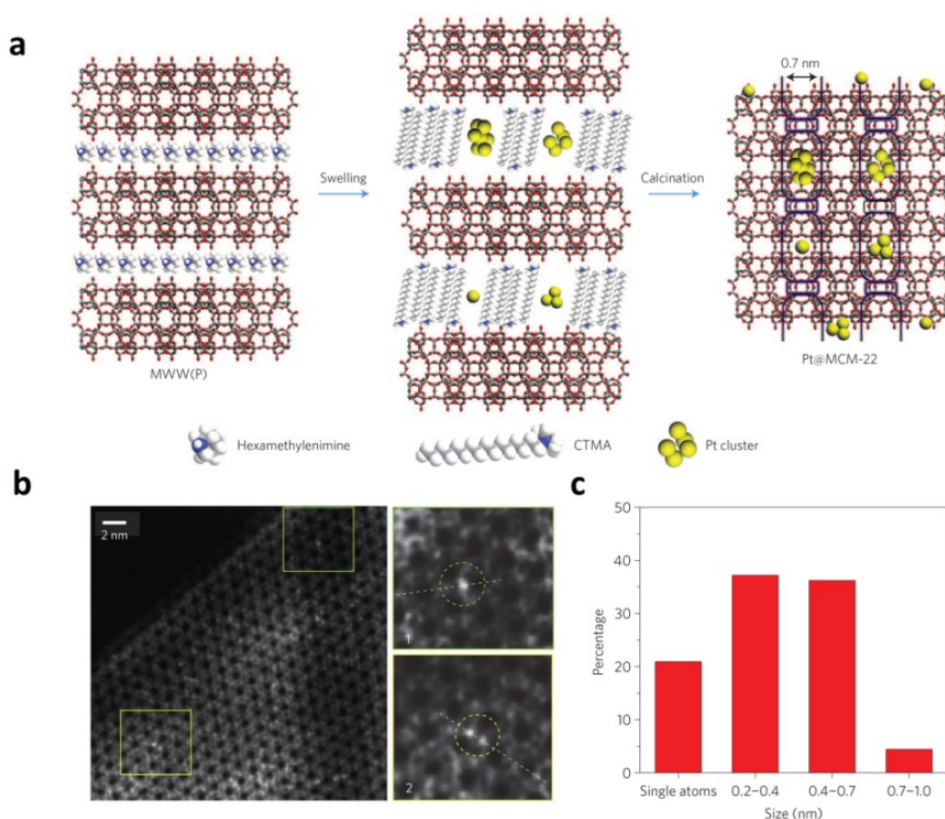 a
0.7 nm
Swelling
Calcination
MWW(P)
Pt@MCM-22
Hexamethylenimine
CTMA
Pt cluster
b
2 nm
1
2
c
50
40
30
20
10
0
Percentage
Single atoms
0.2–0.4
0.4–0.7
0.7–1.0
Size (nm)